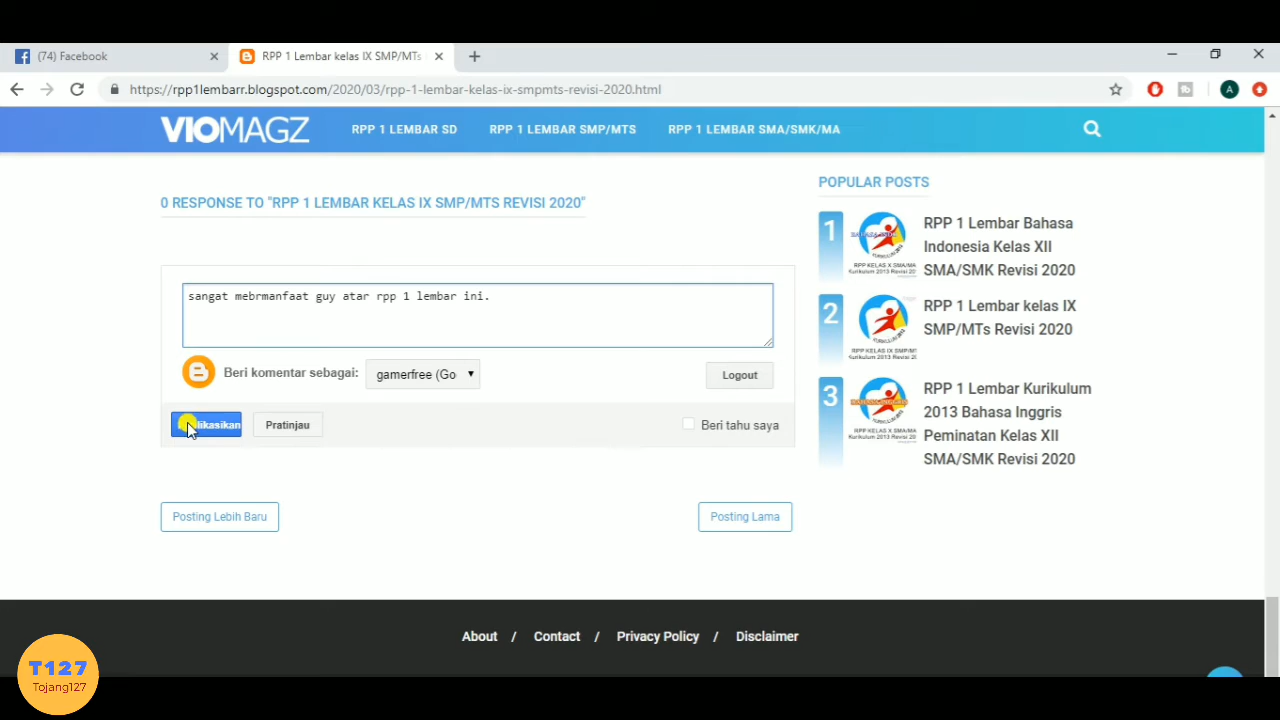 (74) Facebook
RPP 1 Lembar kelas IX SMP/MTs
https://rpp1lembarr.blogspot.com/2020/03/rpp-1-lembar-kelas-ix-smpmts-revisi-2020.html
A
VIOMAGZ
RPP 1 LEMBAR SD
RPP 1 LEMBAR SMP/MTS
RPP 1 LEMBAR SMA/SMK/MA
0 RESPONSE TO "RPP 1 LEMBAR KELAS IX SMP/MTS REVISI 2020"
sangat mebrmanfaat guy atar rpp 1 lembar ini.
Beri komentar sebagai:
gamerfree (Go
Logout
likasikan
Pratinjau
Beri tahu saya
Posting Lebih Baru
Posting Lama
POPULAR POSTS
1
RPP 1 Lembar Bahasa
Indonesia Kelas XII
SMA/SMK Revisi 2020
2
RPP 1 Lembar kelas IX
SMP/MTs Revisi 2020
3
RPP 1 Lembar Kurikulum
2013 Bahasa Inggris
Peminatan Kelas XII
SMA/SMK Revisi 2020
About / Contact / Privacy Policy / Disclaimer
T127
Tojang127